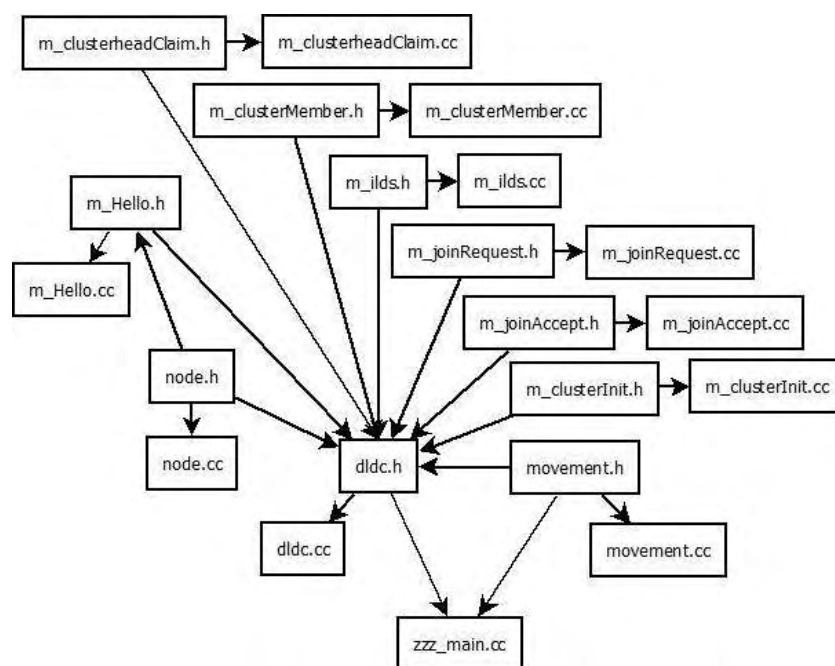 m_clusterheadClaim.h
m_clusterheadClaim.cc
m_clusterMember.h
m_clusterMember.cc
m_ilds.h
m_ilds.cc
m_Hello.h
m_joinRequest.h
m_joinRequest.cc
m_Hello.cc
m_joinAccept.h
m_joinAccept.cc
node.h
m_clusterInit.h
m_clusterInit.cc
node.cc
dldc.h
movement.h
dldc.cc
movement.cc
zzz_main.cc